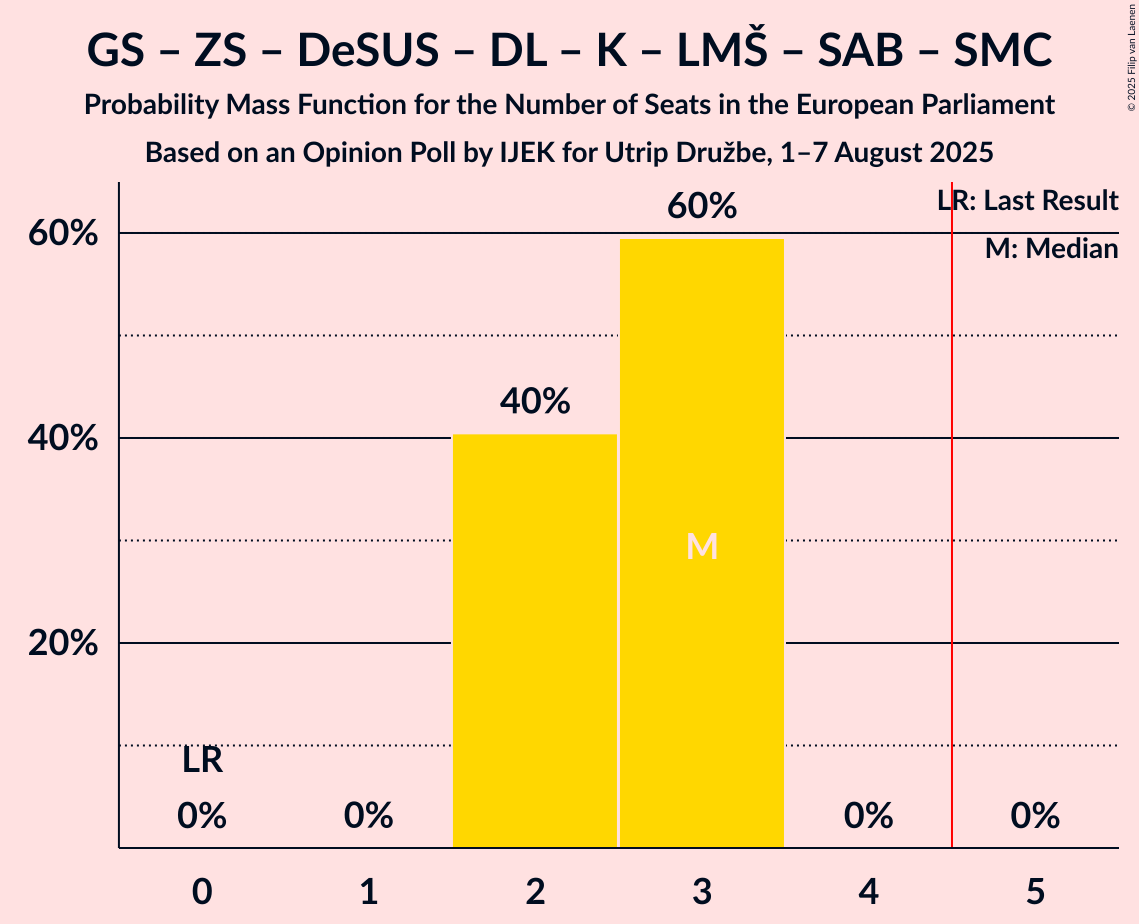 GS – ZS – DeSUS – DL – K – LMŠ – SAB – SMC
Probability Mass Function for the Number of Seats in the European Parliament
Based on an Opinion Poll by IJEK for Utrip Družbe, 1–7 August 2025
© 2025 Filip van Laenen
LR: Last Result
M: Median
60%
40%
20%
60%
40%
M
LR
0%
0%
0%
0%
0
1
2
3
4
5